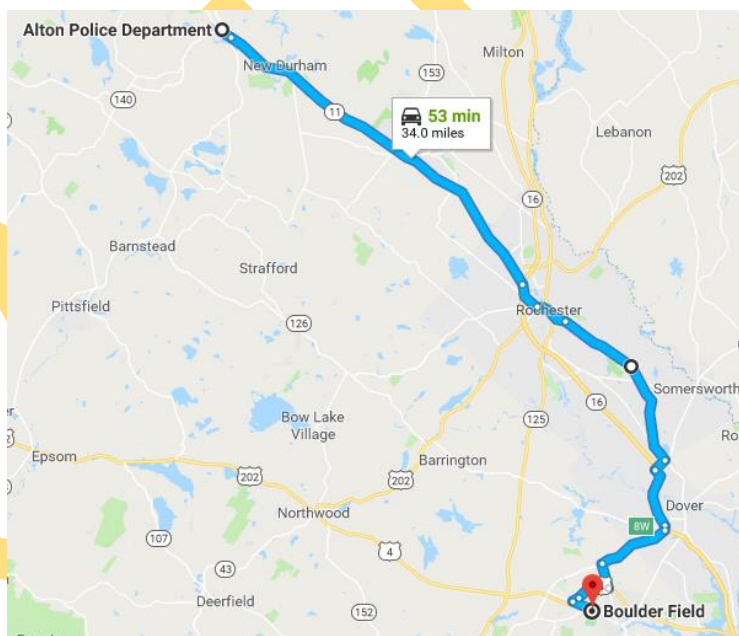 Alton Police Department
Milton
New Durham
153
140
11
53 min
34.0 miles
Lebanon
202
16
Barnstead
Strafford
Pittsfield
Rochester
126
Somersworth
16
Bow Lake
Village
125
Epsom
202
Barrington
202
Northwood
Dover
8W
107
4
43
Deerfield
152
Boulder Field